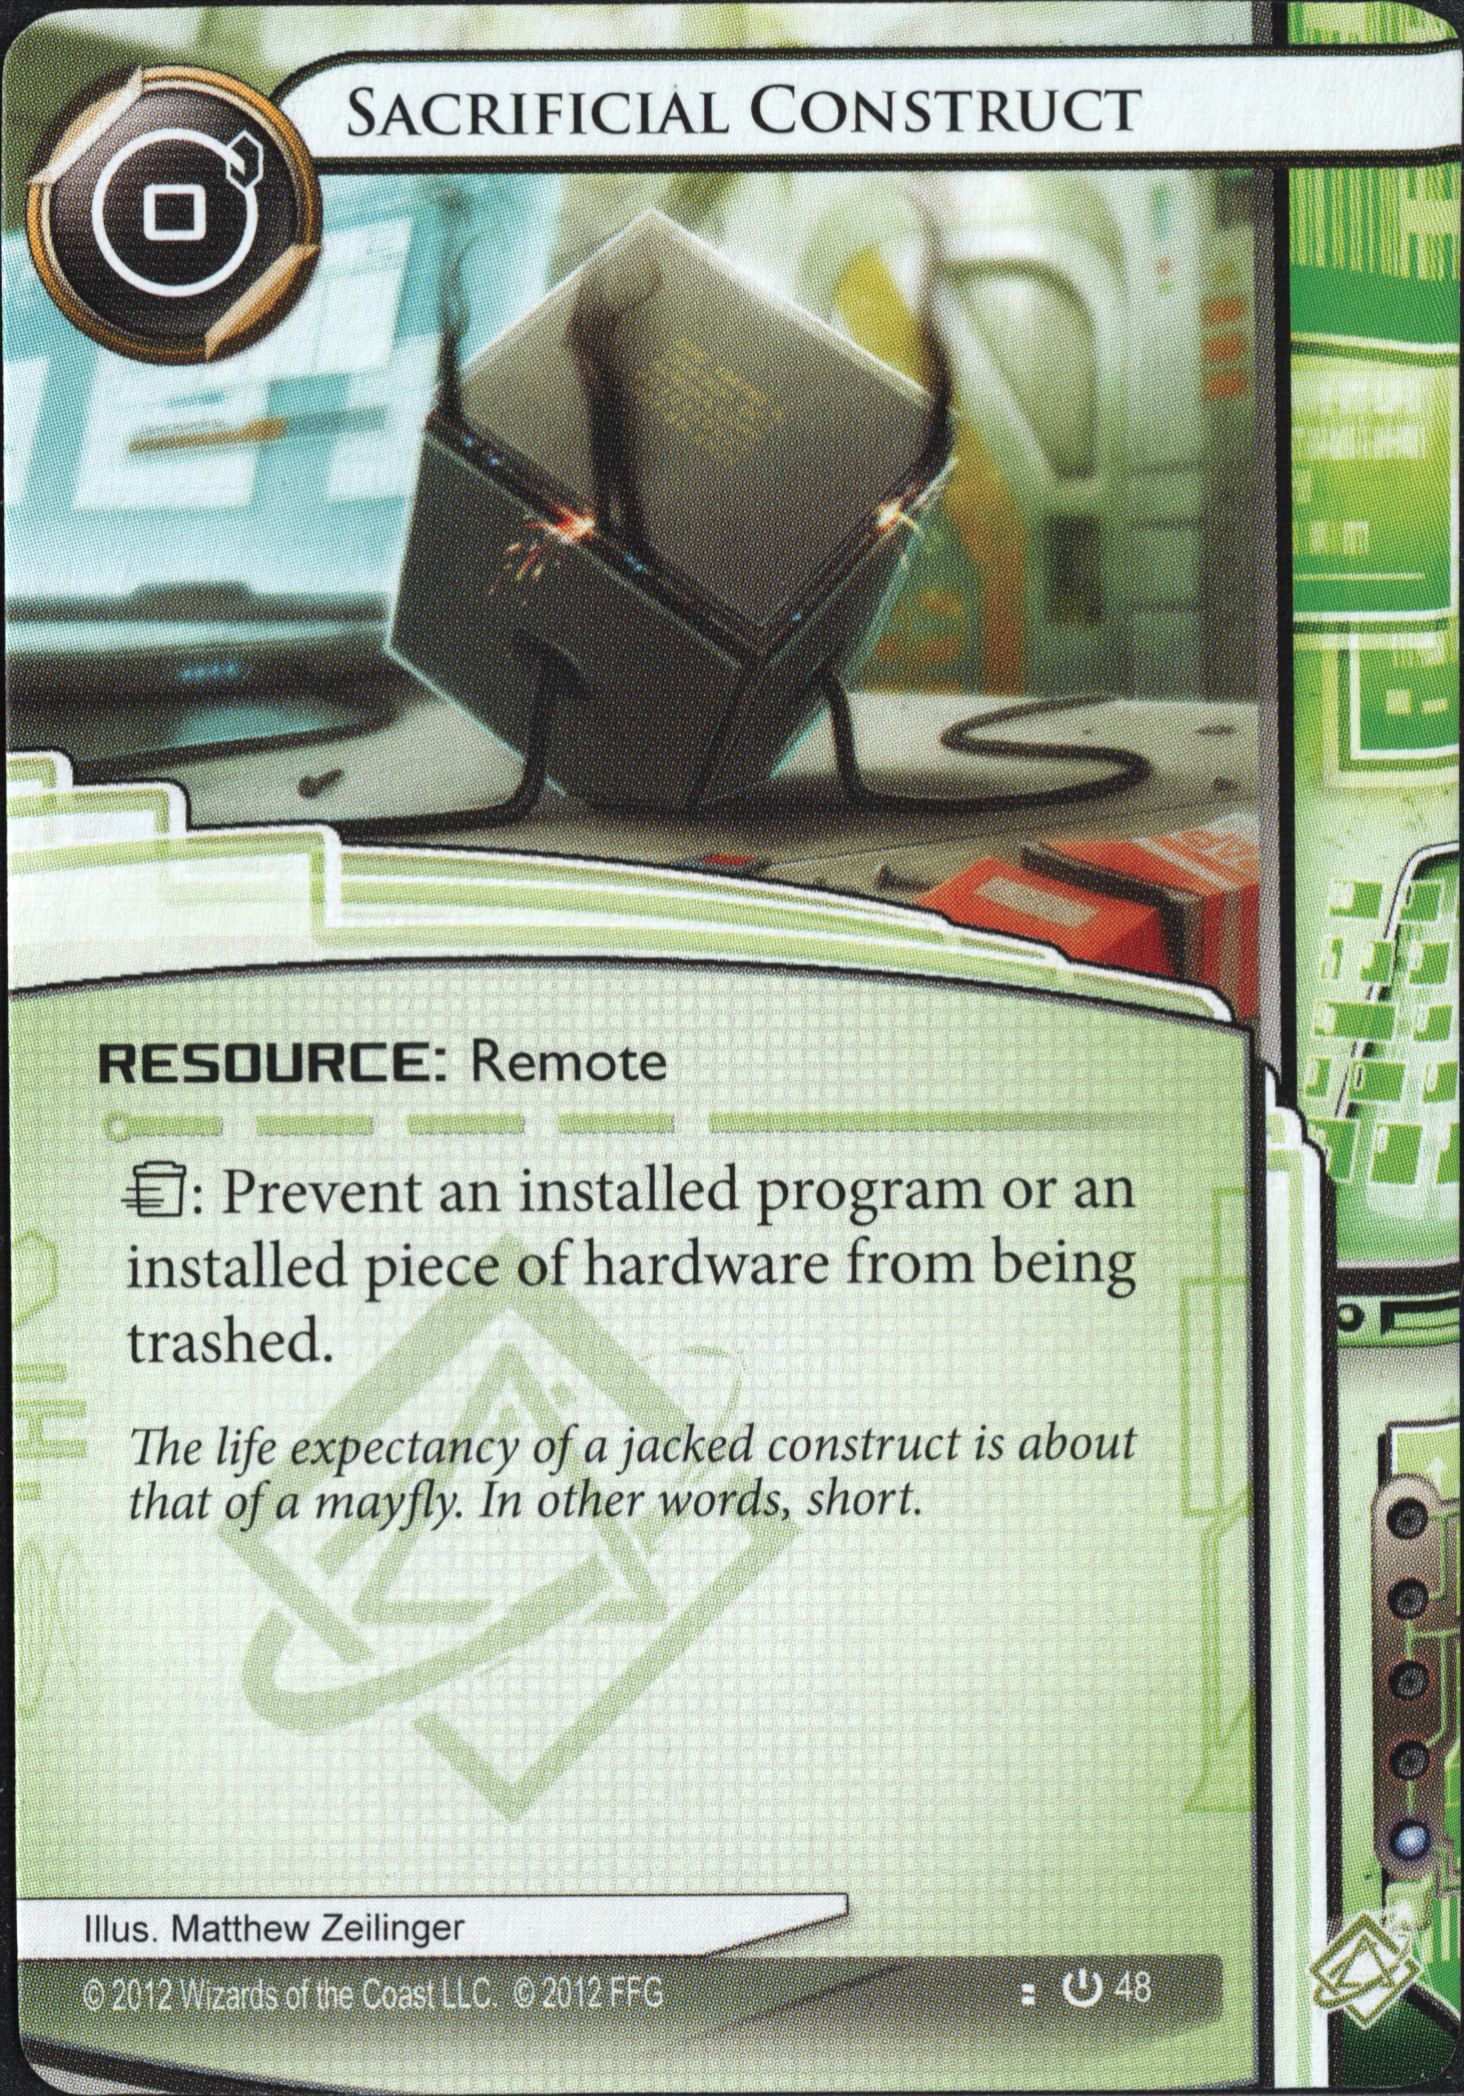 SACRIFICIAL CONSTRUCT
0
RESOURCE: Remote
: Prevent an installed program or an
installed piece of hardware from being
trashed.
The life expectancy of a jacked construct is about
that of a mayfly. In other words, short.
Illus. Matthew Zeilinger
© 2012 Wizards of the Coast LLC. © 2012 FFG
48